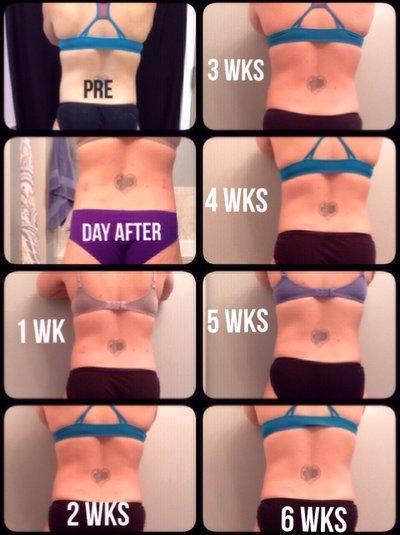 PRE
DAY AFTER
1 WK
2 WKS
3 WKS
4 WKS
5 WKS
6 WKS